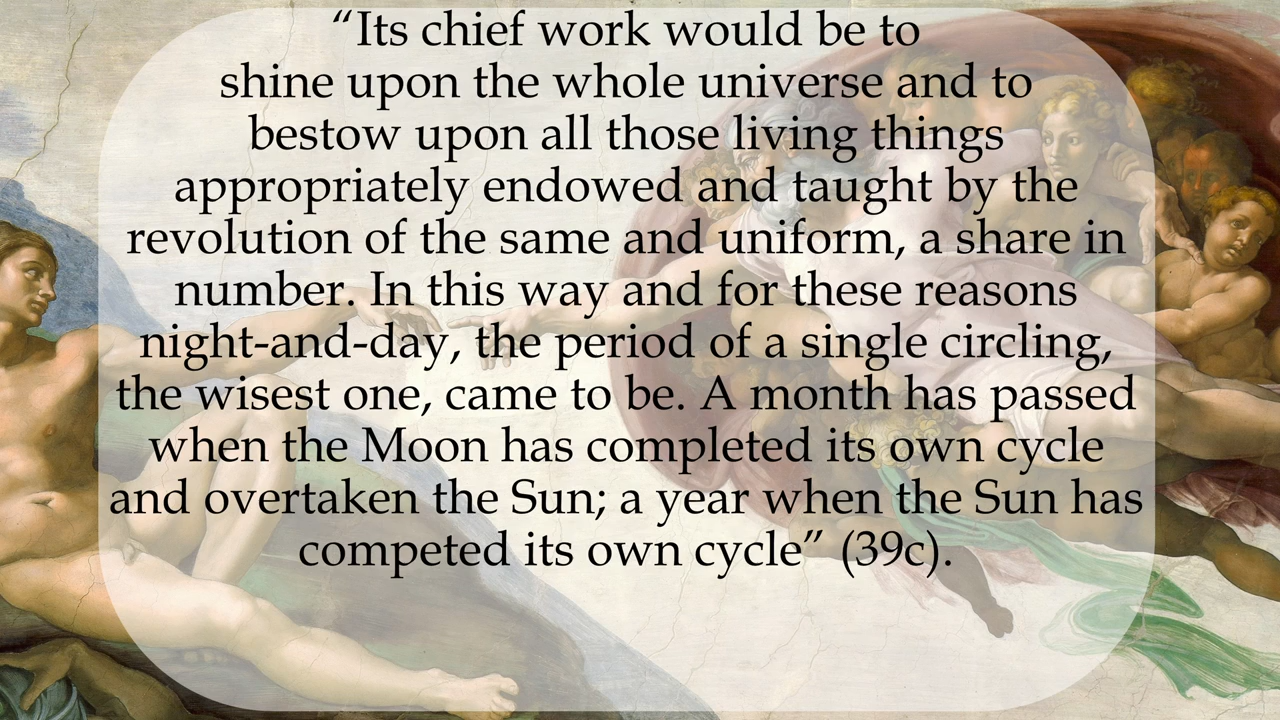 “Its chief work would be to
shine upon the whole universe and to
bestow upon all those living things
appropriately endowed and taught by the
revolution of the same and uniform, a share in
number. In this way and for these reasons
night-and-day, the period of a single circling,
the wisest one, came to be. A month has passed
when the Moon has completed its own cycle
and overtaken the Sun; a year when the Sun has
competed its own cycle” (39c).